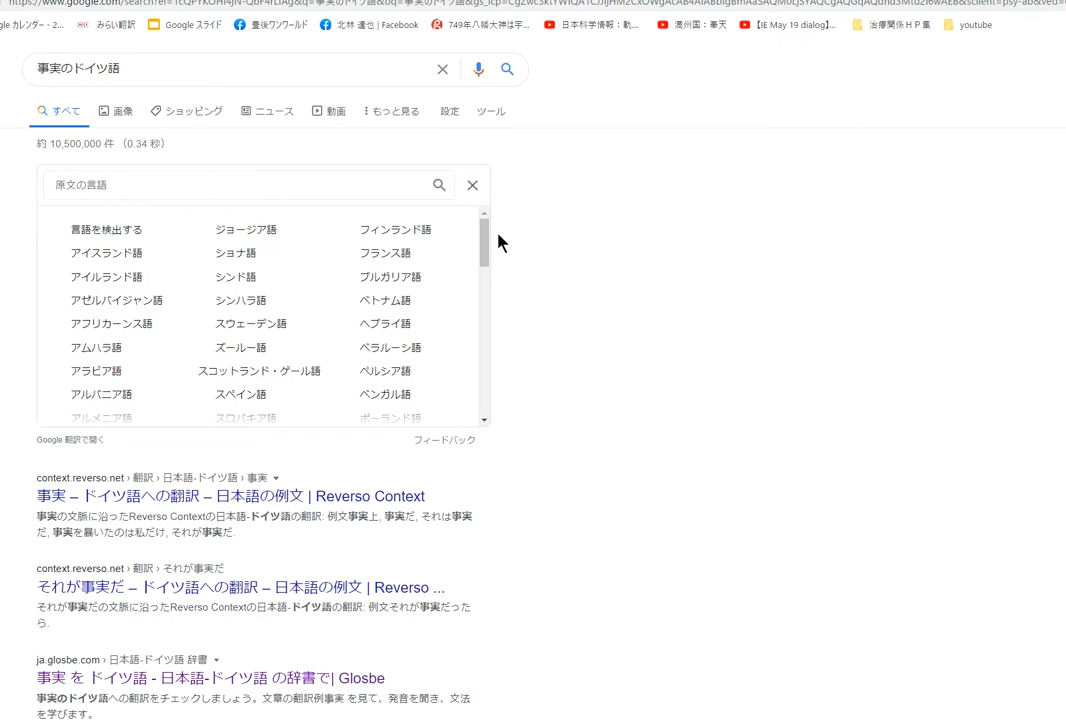 https://www.google.com/search?
gle カレンダー - 2...
みらい翻訳
Google スライド
豊後ワンワールド
北林 達也 | Facebook
749年八幡大神は宇...
日本科学情報：航...
満州国：奉天
【IE May 19 dialog】...
治療関係ＨＰ集
youtube
事実のドイツ語
すべて 画像 ショッピング ニュース 動画 もっと見る 設定 ツール
約 10,500,000 件 （0.34 秒）
原文の言語
言語を検出する ジョージア語 フィンランド語
アイスランド語 ショナ語 フランス語
アイルランド語 シンド語 ブルガリア語
アゼルバイジャン語 シンハラ語 ベトナム語
アフリカーンス語 スウェーデン語 ヘブライ語
アムハラ語 ズールー語 ベラルーシ語
アラビア語 スコットランド・ゲール語 ペルシア語
アルバニア語 スペイン語 ベンガル語
アルメニア語 スロバキア語 ポーランド語
Google 翻訳で開く フィードバック
context.reverso.net › 翻訳 › 日本語-ドイツ語 › 事実
事実 – ドイツ語への翻訳 – 日本語の例文 | Reverso Context
事実の文脈に沿ったReverso Contextの日本語-ドイツ語の翻訳: 例文事実上, 事実だ, それは事実
だ, 事実を暴いたのは私だけ, それが事実だ.
context.reverso.net › 翻訳 › それが事実だ
それが事実だ – ドイツ語への翻訳 – 日本語の例文 | Reverso ...
それが事実だの文脈に沿ったReverso Contextの日本語-ドイツ語の翻訳: 例文それが事実だった
ら.
ja.glosbe.com › 日本語-ドイツ語 辞書
事実 を ドイツ語 - 日本語-ドイツ語 の辞書で| Glosbe
事実のドイツ語への翻訳をチェックしましょう。文章の翻訳例事実 を見て、発音を聞き、文法
を学びます。